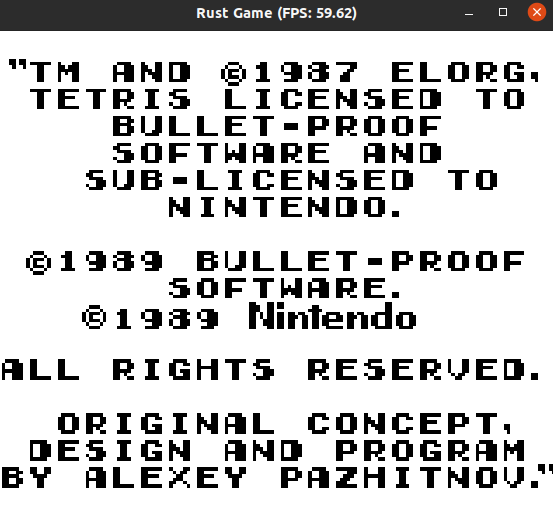 Rust Game (FPS: 59.62)
"TM AND ©1987 ELORG,
TETRIS LICENSED TO
BULLET-PROOF
SOFTWARE AND
SUB-LICENSED TO
NINTENDO.
©1989 BULLET-PROOF
SOFTWARE.
©1989 Nintendo
ALL RIGHTS RESERVED.
ORIGINAL CONCEPT,
DESIGN AND PROGRAM
BY ALEXEY PAZHITNOV."